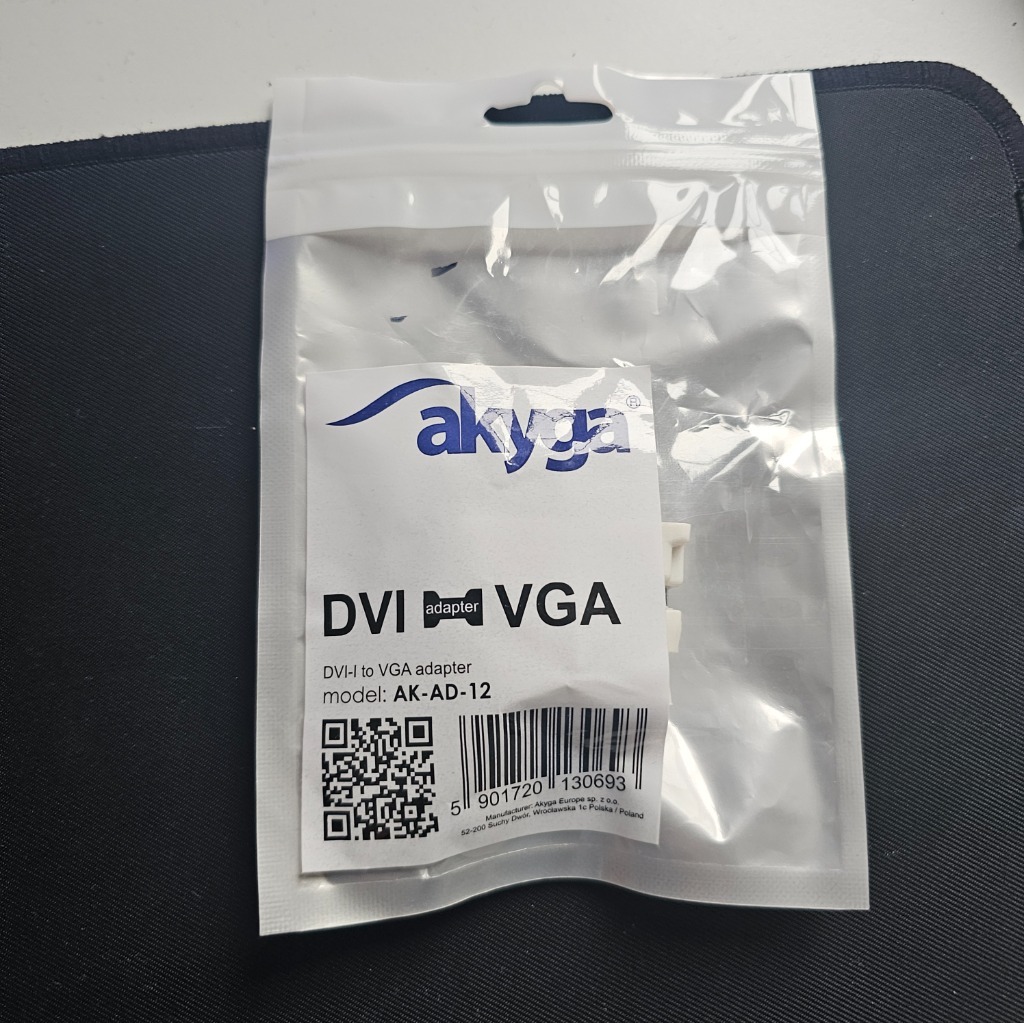 akyga®
DVI adapter VGA
DVI-I to VGA adapter
model: AK-AD-12
5 901720 130693
Manufacturer: Akyga Europe sp. z o.o.
52-200 Suchy Dwór, Wrocławska 1c Polska / Poland